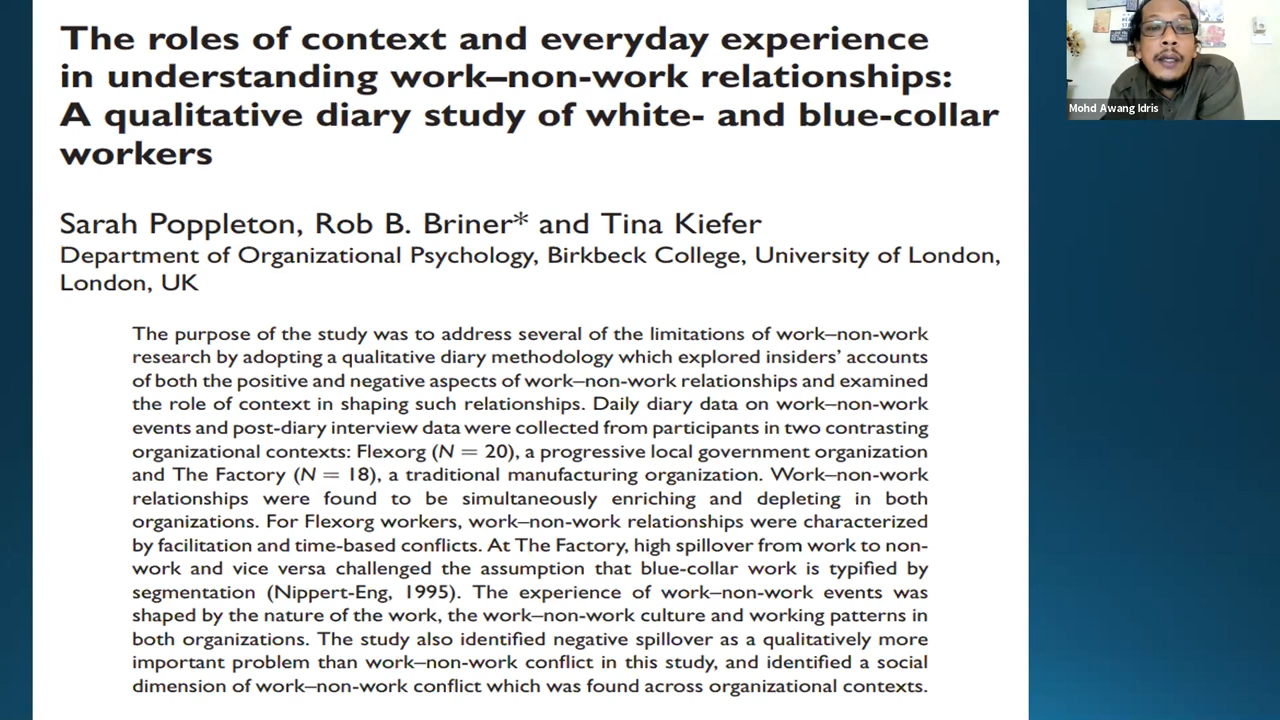 The roles of context and everyday experience
in understanding work–non-work relationships:
A qualitative diary study of white- and blue-collar
workers
Sarah Poppleton, Rob B. Briner* and Tina Kiefer
Department of Organizational Psychology, Birkbeck College, University of London,
London, UK
The purpose of the study was to address several of the limitations of work–non-work
research by adopting a qualitative diary methodology which explored insiders' accounts
of both the positive and negative aspects of work–non-work relationships and examined
the role of context in shaping such relationships. Daily diary data on work–non-work
events and post-diary interview data were collected from participants in two contrasting
organizational contexts: Flexorg (N = 20), a progressive local government organization
and The Factory (N = 18), a traditional manufacturing organization. Work–non-work
relationships were found to be simultaneously enriching and depleting in both
organizations. For Flexorg workers, work–non-work relationships were characterized
by facilitation and time-based conflicts. At The Factory, high spillover from work to non-
work and vice versa challenged the assumption that blue-collar work is typified by
segmentation (Nippert-Eng, 1995). The experience of work–non-work events was
shaped by the nature of the work, the work–non-work culture and working patterns in
both organizations. The study also identified negative spillover as a qualitatively more
important problem than work–non-work conflict in this study, and identified a social
dimension of work–non-work conflict which was found across organizational contexts.
Mohd Awang Idris